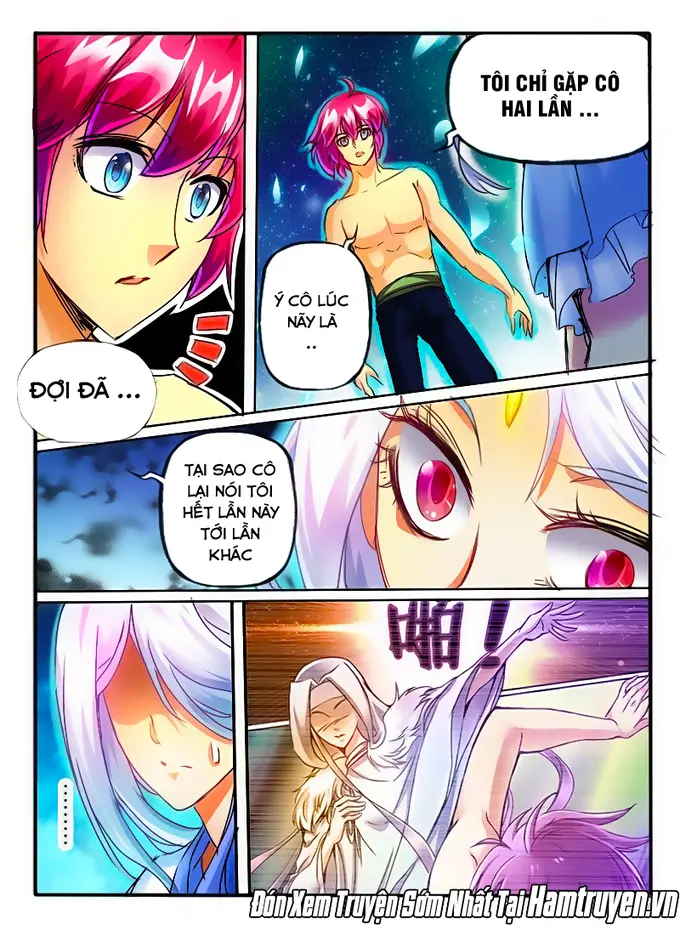 ĐỢI ĐÃ ...
TÔI CHỈ GẶP CÔ
HAI LẦN ...
Ý CÔ LÚC
NÃY LÀ
..
TẠI SAO CÔ
LẠI NÓI TÔI
HẾT LẦN NÀY
TỚI LẦN
KHÁC
........
啪!
Đón Xem Truyện Sớm Nhất Tại Hamtruyen.vn